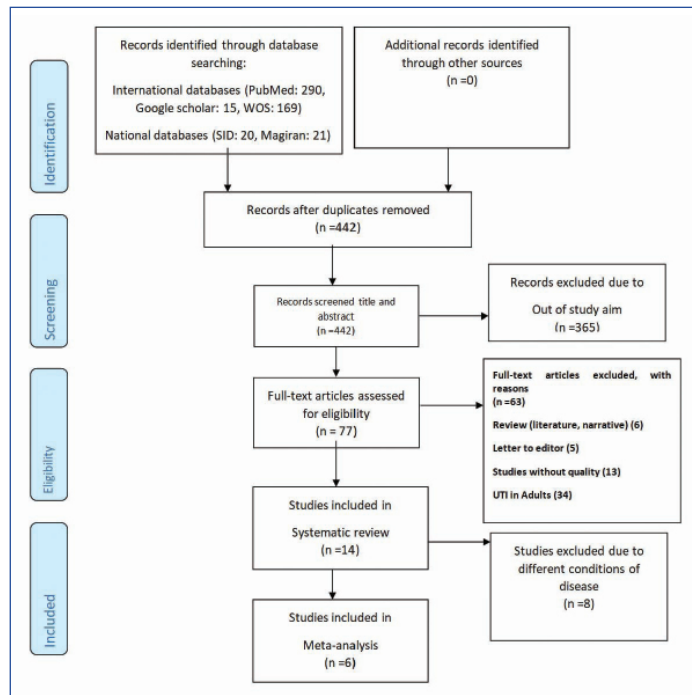 Records identified through database
searching:
International databases (PubMed: 290,
Google scholar: 15, WOS: 169)
National databases (SID: 20, Magiran: 21)
Additional records identified
through other sources
(n =0)
Identification
Records after duplicates removed
(n =442)
Screening
Records screened title and
abstract
(n =442)
Records excluded due to
Out of study aim
(n =365)
Eligibility
Full-text articles assessed
for eligibility
(n = 77)
Full-text articles excluded, with
reasons
(n =63)
Review (literature, narrative) (6)
Letter to editor (5)
Studies without quality (13)
UTI in Adults (34)
Studies included in
Systematic review
(n =14)
Studies excluded due to
different conditions of
disease
(n =8)
Included
Studies included in
Meta-analysis
(n =6)